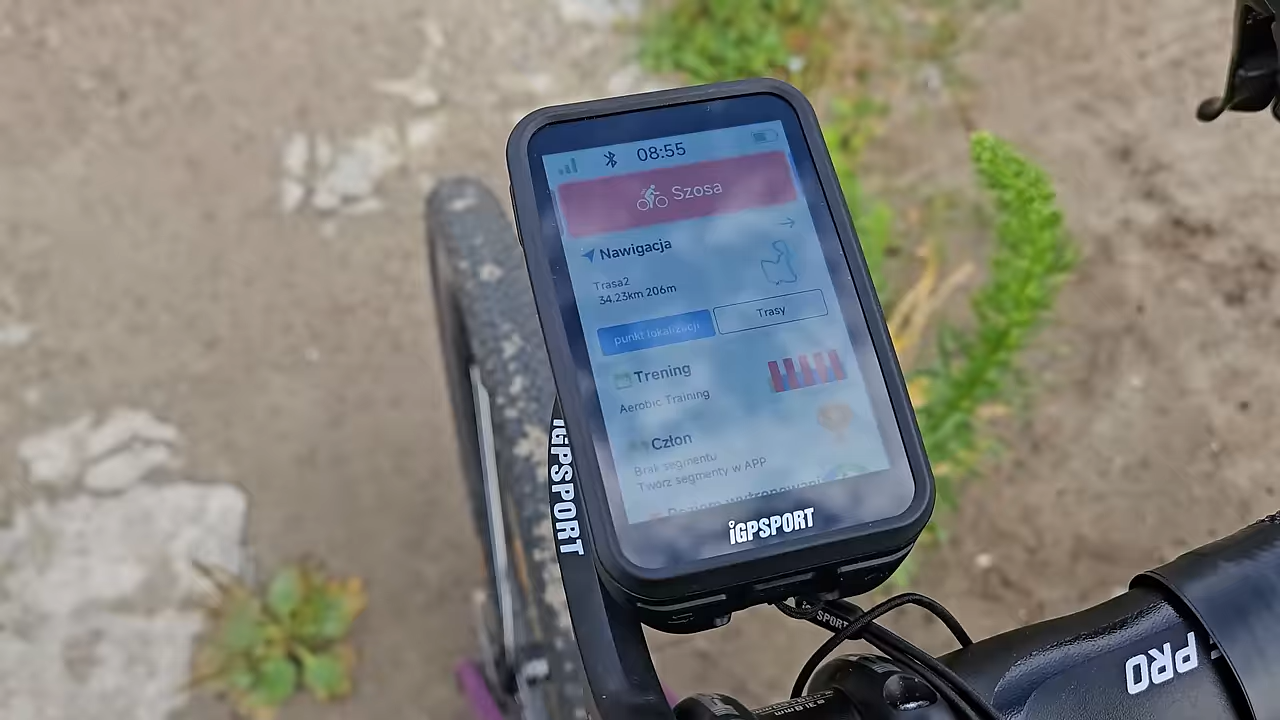 08:55
Szosa
Nawigacja
Trasa2
34.23km 206m
punkt lokalizacji
Trasy
Trening
Aerobic Training
Człon
Brak segmentu
Twórz segmenty w APP
iGPSPORT
iGPSPORT
SPORT
PRO